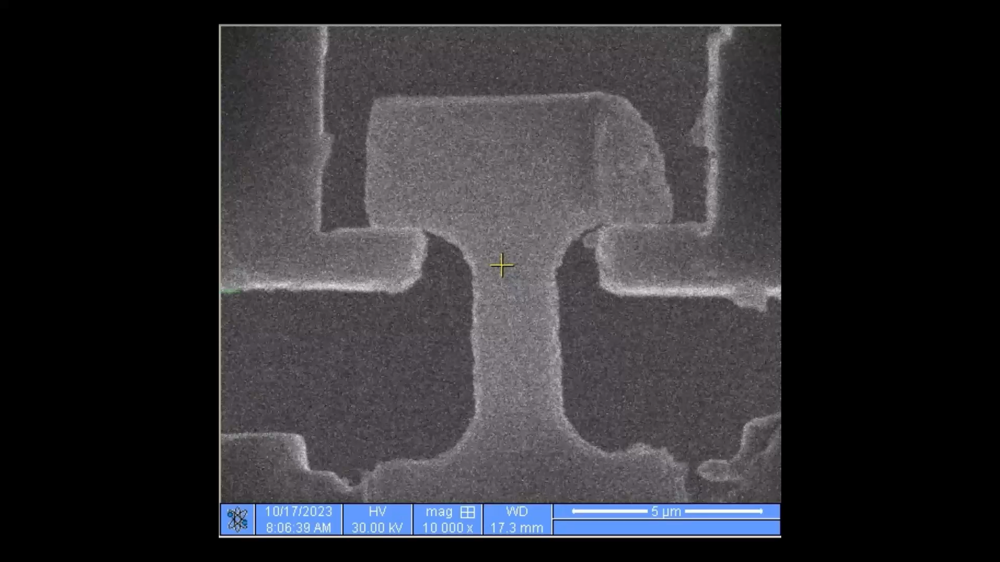 10/17/2023
8:06:39 AM
HV
30.00 kV
mag
10 000 x
WD
17.3 mm
5 µm